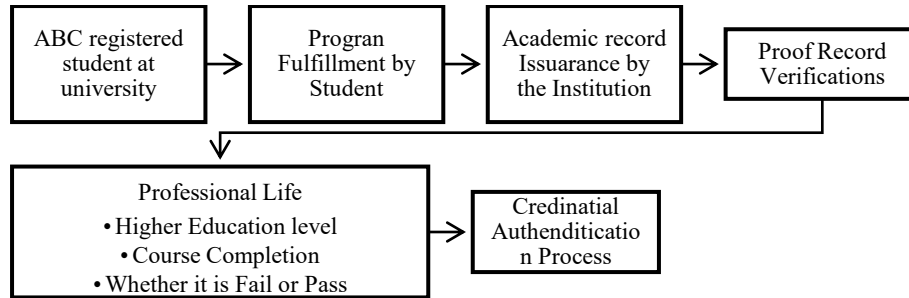 ABC registered
student at
university
Progran
Fulfillment by
Student
Academic record
Issuarance by
the Institution
Proof Record
Verifications
Professional Life
• Higher Education level
• Course Completion
• Whether it is Fail or Pass
Credinatial
Authenditicatio
n Process